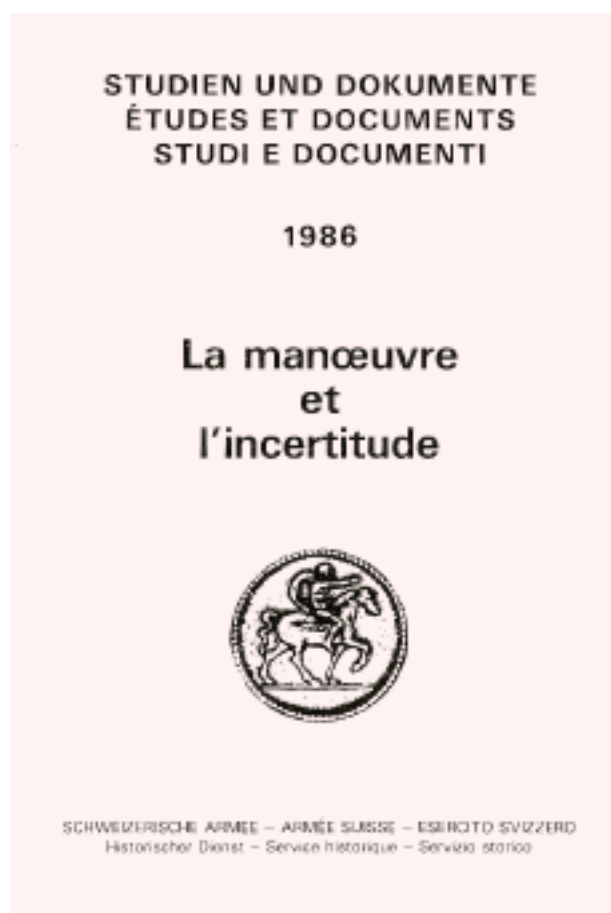 STUDIEN UND DOKUMENTE
ÉTUDES ET DOCUMENTS
STUDI E DOCUMENTI
1986
La manœuvre
et
l'incertitude
SCHWEIZERISCHE ARMEE – ARMÉE SUISSE – ESERCITO SVIZZERO
Historischer Dienst – Service historique – Servizio storico